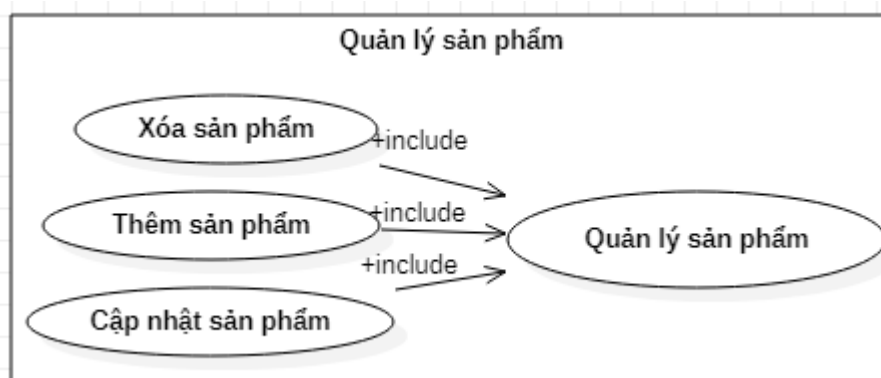 Quản lý sản phẩm
Xóa sản phẩm
+include
Thêm sản phẩm
+include
Quản lý sản phẩm
+include
Cập nhật sản phẩm